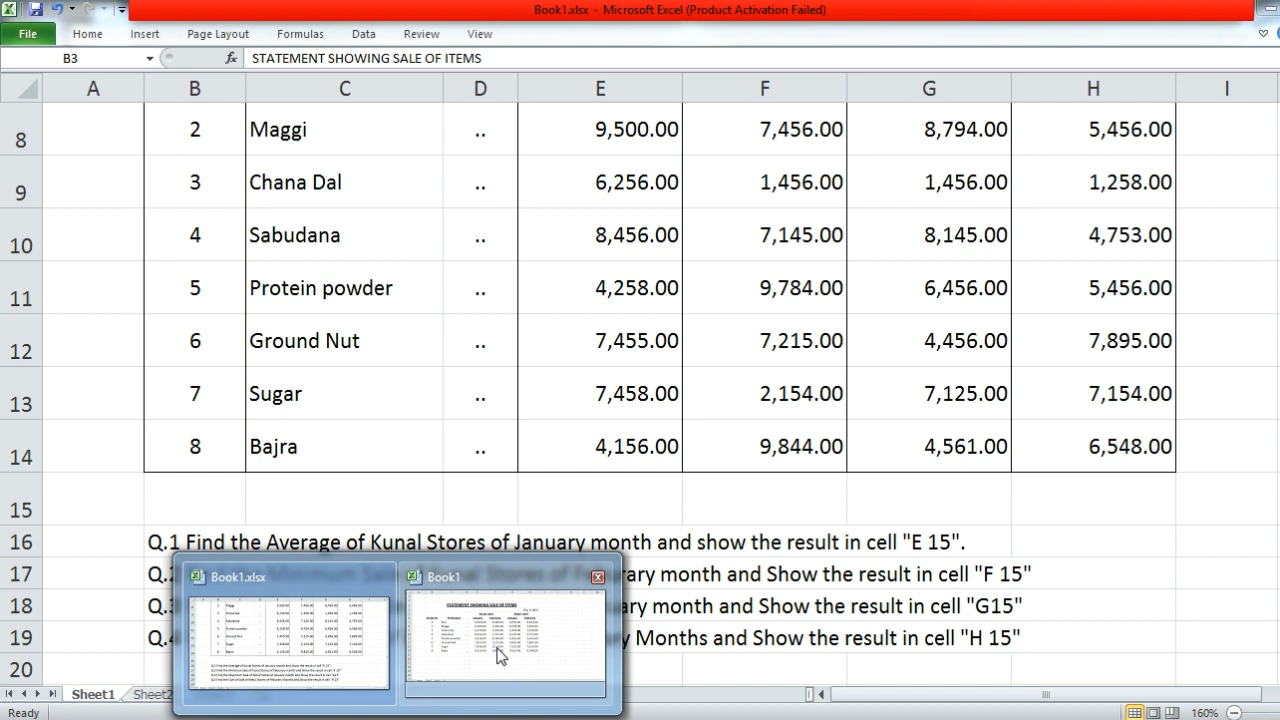 Book1.xlsx - Microsoft Excel (Product Activation Failed)
File Home Insert Page Layout Formulas Data Review View
B3 fx STATEMENT SHOWING SALE OF ITEMS
A B C D E F G H I
8 2 Maggi .. 9,500.00 7,456.00 8,794.00 5,456.00
9 3 Chana Dal .. 6,256.00 1,456.00 1,456.00 1,258.00
10 4 Sabudana .. 8,456.00 7,145.00 8,145.00 4,753.00
11 5 Protein powder .. 4,258.00 9,784.00 6,456.00 5,456.00
12 6 Ground Nut .. 7,455.00 7,215.00 4,456.00 7,895.00
13 7 Sugar .. 7,458.00 2,154.00 7,125.00 7,154.00
14 8 Bajra .. 4,156.00 9,844.00 4,561.00 6,548.00
15
16 Q.1 Find the Average of Kunal Stores of January month and show the result in cell "E 15".
17 month and Show the result in cell "F 15"
18 month and Show the result in cell "G15"
19 Months and Show the result in cell "H 15"
20
Book1.xlsx Book1
STATEMENT SHOWING SALE OF ITEMS
Sheet1 Sheet2
Ready 160%